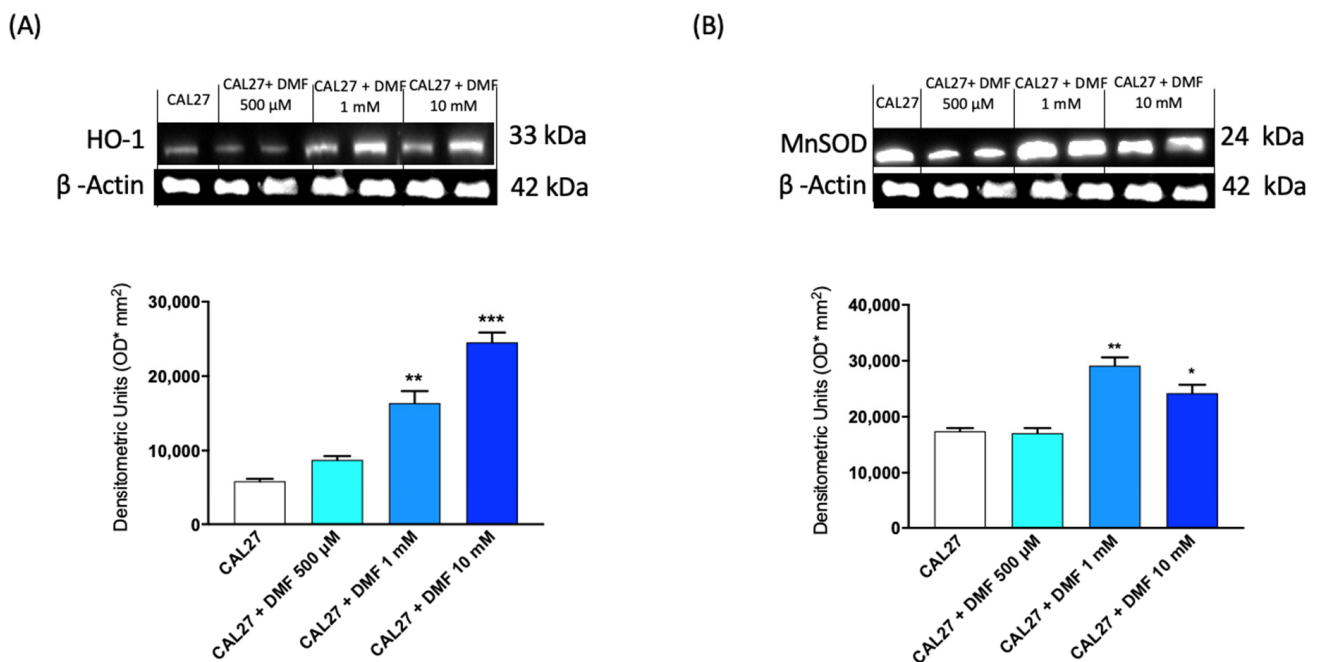 (A)
CAL27
CAL27+ DMF
500 µM
CAL27 + DMF
1 mM
CAL27 + DMF
10 mM
HO-1
33 kDa
β -Actin
42 kDa
Densitometric Units (OD* mm2)
30,000
20,000
10,000
0
**
***
CAL27
CAL27 + DMF 500 µM
CAL27 + DMF 1 mM
CAL27 + DMF 10 mM
(B)
CAL27
CAL27+ DMF
500 µM
CAL27 + DMF
1 mM
CAL27 + DMF
10 mM
MnSOD
24 kDa
β -Actin
42 kDa
Densitometric Units (OD* mm2)
40,000
30,000
20,000
10,000
0
**
*
CAL27
CAL27 + DMF 500 µM
CAL27 + DMF 1 mM
CAL27 + DMF 10 mM